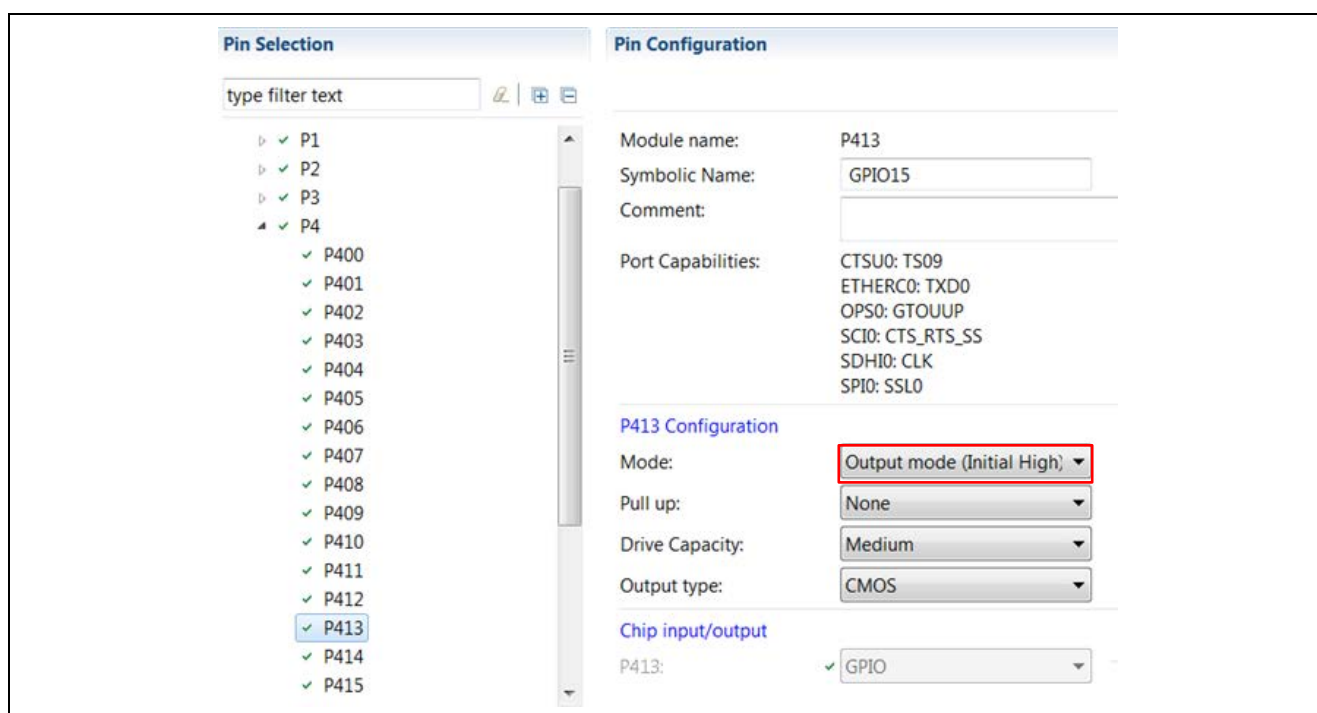 Pin Selection
type filter text
P1
P2
P3
P4
P400
P401
P402
P403
P404
P405
P406
P407
P408
P409
P410
P411
P412
P413
P414
P415
Pin Configuration
Module name: P413
Symbolic Name: GPIO15
Comment:
Port Capabilities: CTSU0: TS09
ETHERC0: TXD0
OPS0: GTOUUP
SCI0: CTS_RTS_SS
SDHI0: CLK
SPI0: SSL0
P413 Configuration
Mode: Output mode (Initial High)
Pull up: None
Drive Capacity: Medium
Output type: CMOS
Chip input/output
P413: GPIO